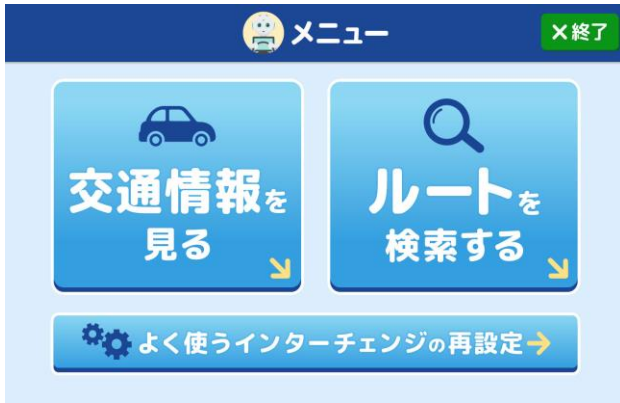 メニュー
×終了
交通情報を
見る
ルートを
検索する
よく使うインターチェンジの再設定